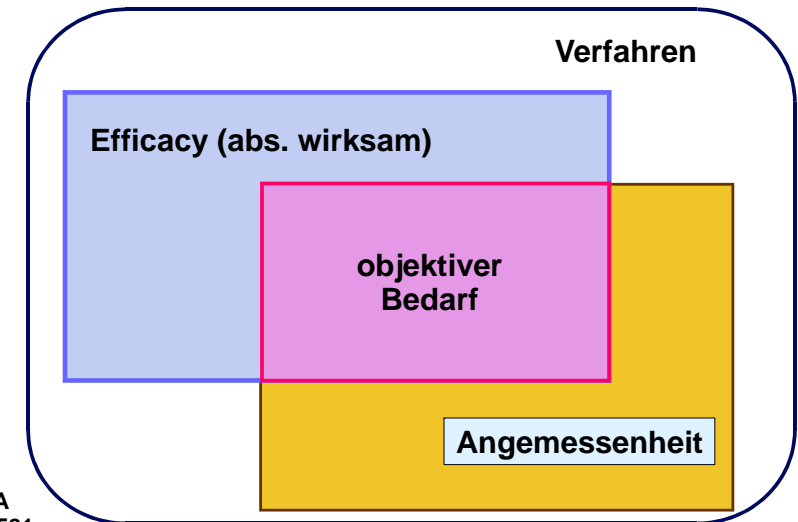 Verfahren
Efficacy (abs. wirksam)
objektiver
Bedarf
Angemessenheit